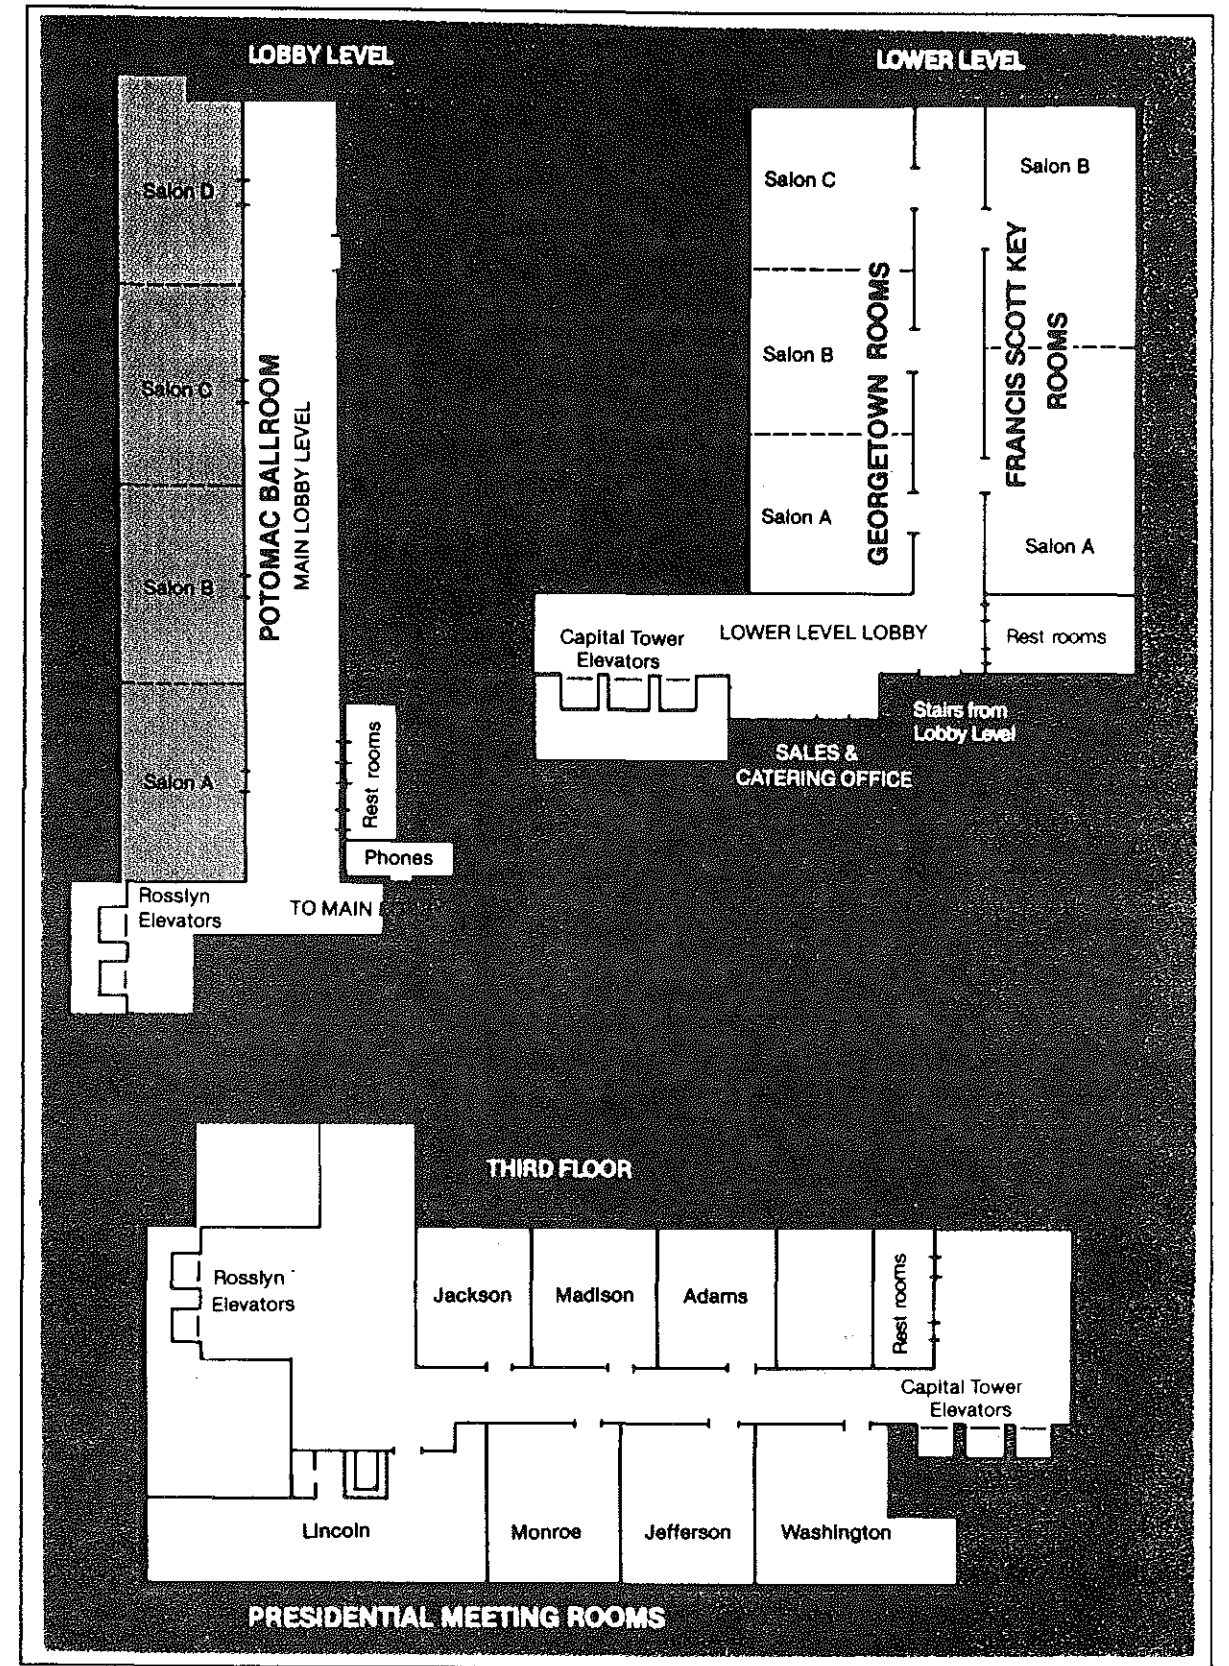 LOBBY LEVEL
Salon D
Salon C
Salon B
Salon A
POTOMAC BALLROOM
MAIN LOBBY LEVEL
Rest rooms
Phones
Rosslyn
Elevators
TO MAIN
LOWER LEVEL
Salon C
Salon B
Salon A
GEORGETOWN ROOMS
Salon B
FRANCIS SCOTT KEY
ROOMS
Salon A
Capital Tower
Elevators
LOWER LEVEL LOBBY
Rest rooms
Stairs from
Lobby Level
SALES &
CATERING OFFICE
THIRD FLOOR
Rosslyn
Elevators
Jackson
Madison
Adams
Rest rooms
Capital Tower
Elevators
Lincoln
Monroe
Jefferson
Washington
PRESIDENTIAL MEETING ROOMS